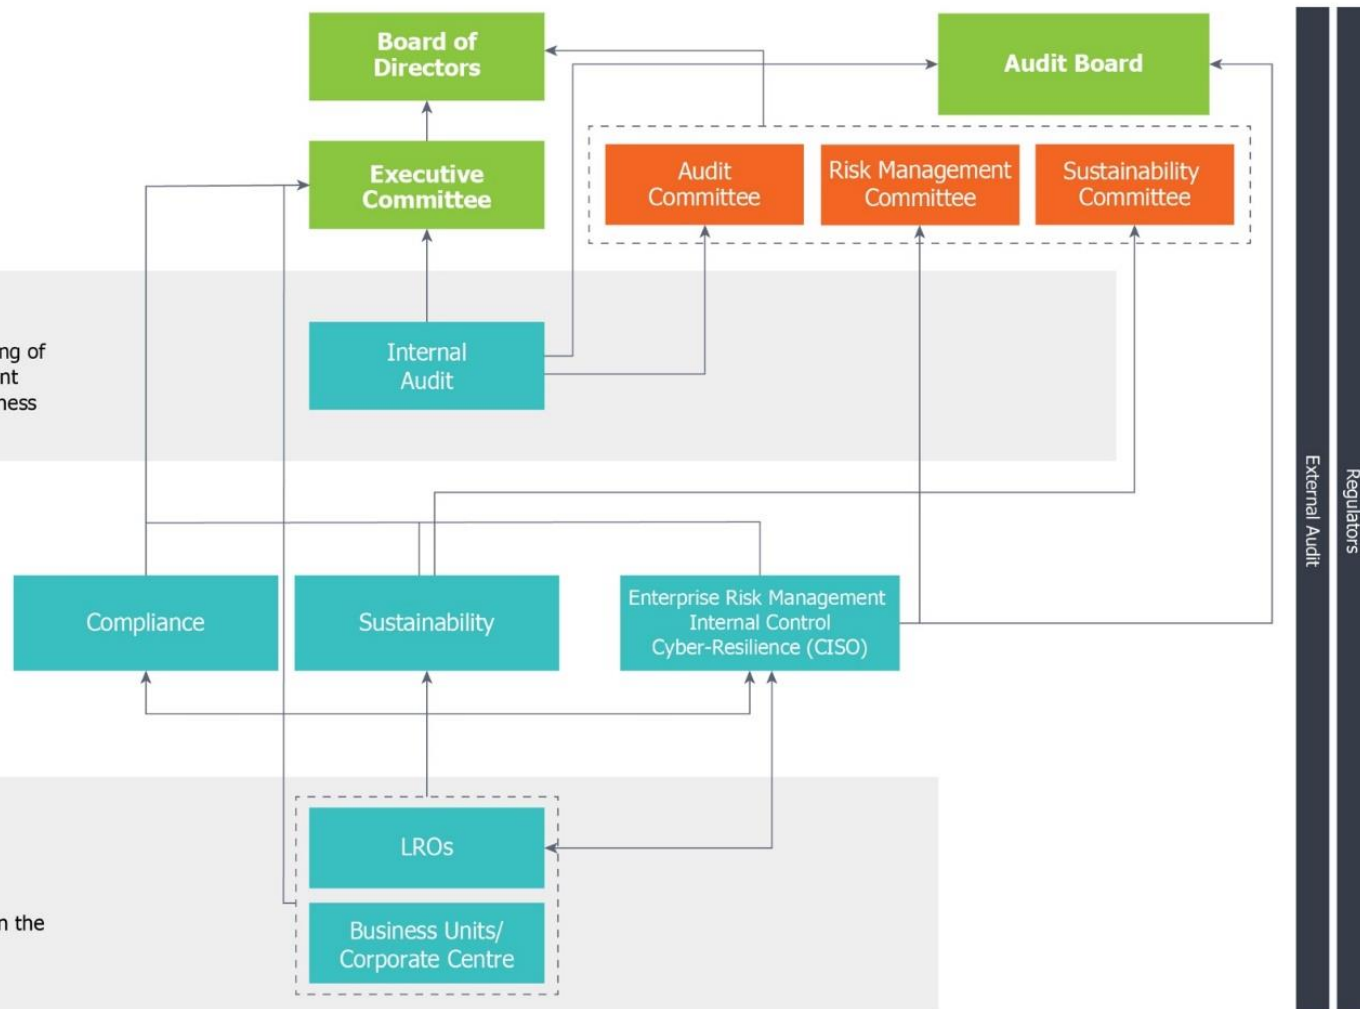 Board of
Directors
Audit Board
Executive
Committee
Audit
Committee
Risk Management
Committee
Sustainability
Committee
Internal
Audit
ng of
nt
ness
Compliance
Sustainability
Enterprise Risk Management
Internal Control
Cyber-Resilience (CISO)
LROs
Business Units/
Corporate Centre
n the
External Audit
Regulators